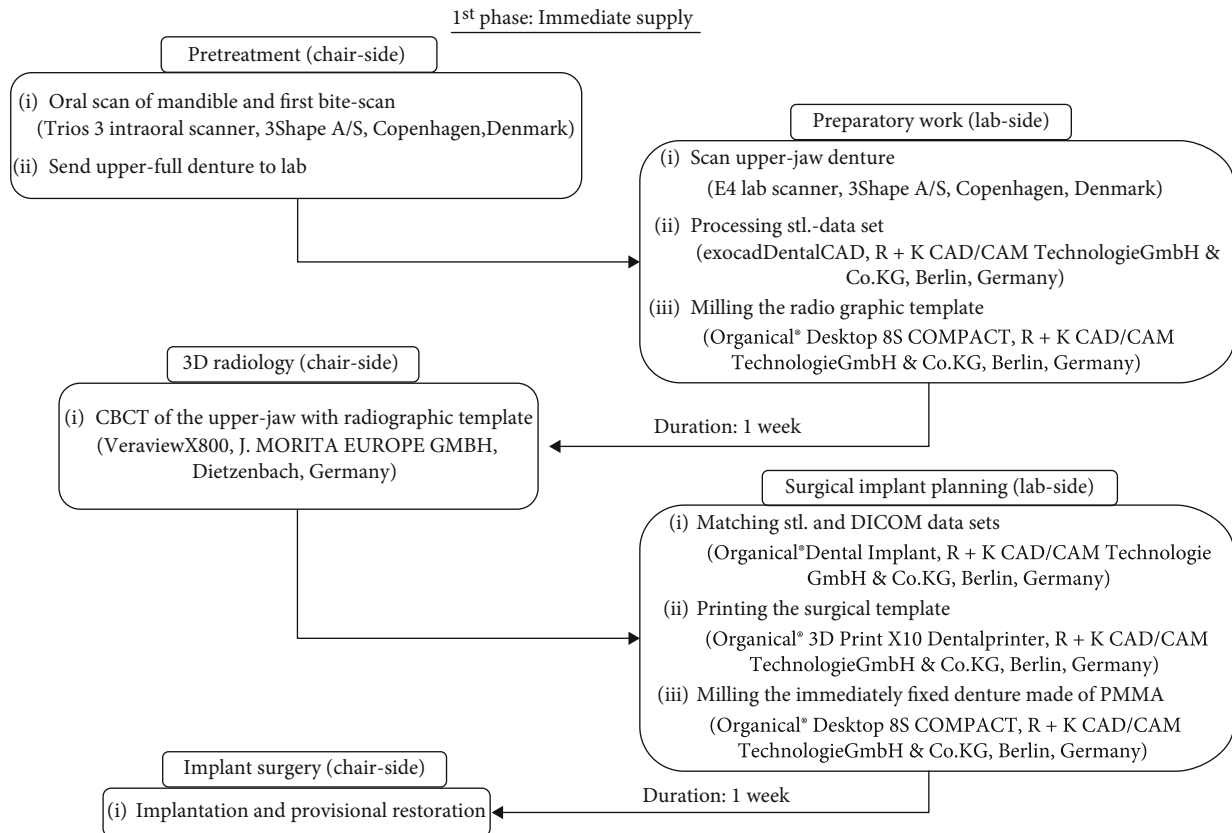 1st phase: Immediate supply
Pretreatment (chair-side)
(i) Oral scan of mandible and first bite-scan
(Trios 3 intraoral scanner, 3Shape A/S, Copenhagen,Denmark)
(ii) Send upper-full denture to lab
Preparatory work (lab-side)
(i) Scan upper-jaw denture
(E4 lab scanner, 3Shape A/S, Copenhagen, Denmark)
(ii) Processing stl.-data set
(exocadDentalCAD, R + K CAD/CAM TechnologieGmbH &
Co.KG, Berlin, Germany)
(iii) Milling the radio graphic template
(Organical® Desktop 8S COMPACT, R + K CAD/CAM
TechnologieGmbH & Co.KG, Berlin, Germany)
Duration: 1 week
3D radiology (chair-side)
(i) CBCT of the upper-jaw with radiographic template
(VeraviewX800, J. MORITA EUROPE GMBH,
Dietzenbach, Germany)
Surgical implant planning (lab-side)
(i) Matching stl. and DICOM data sets
(Organical®Dental Implant, R + K CAD/CAM Technologie
GmbH & Co.KG, Berlin, Germany)
(ii) Printing the surgical template
(Organical® 3D Print X10 Dentalprinter, R + K CAD/CAM
TechnologieGmbH & Co.KG, Berlin, Germany)
(iii) Milling the immediately fixed denture made of PMMA
(Organical® Desktop 8S COMPACT, R + K CAD/CAM
TechnologieGmbH & Co.KG, Berlin, Germany)
Duration: 1 week
Implant surgery (chair-side)
(i) Implantation and provisional restoration